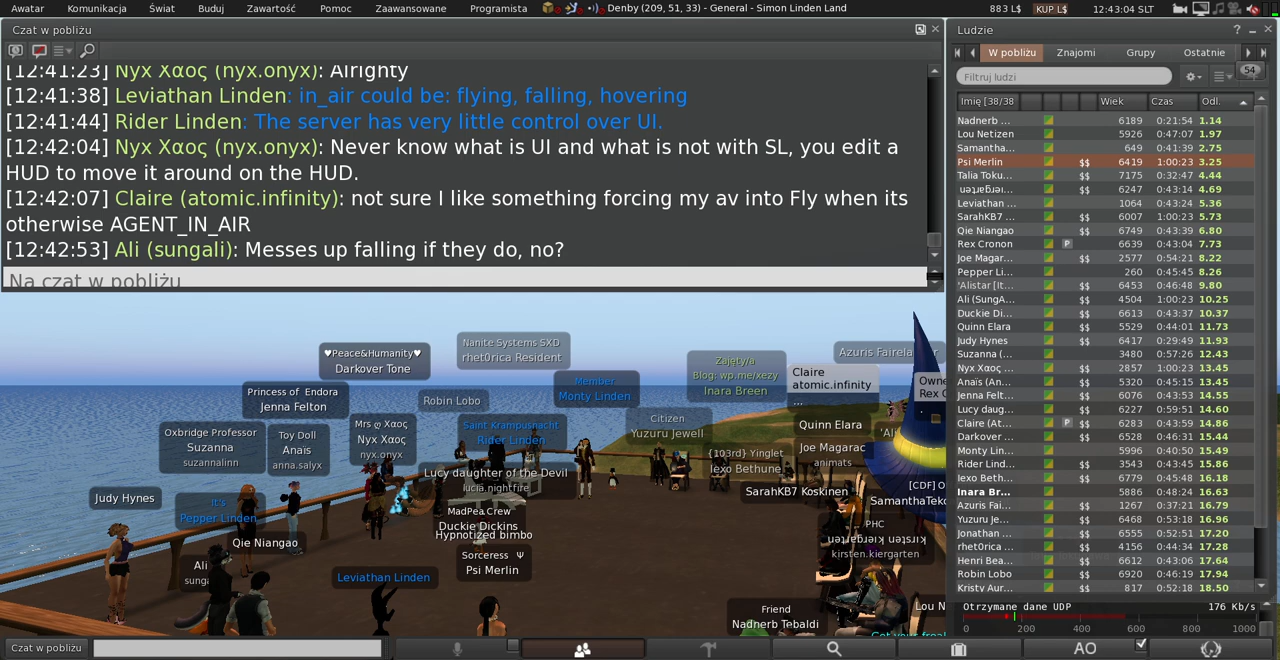 Awatar Komunikacja Świat Buduj Zawartość Pomoc Zaawansowane Programista Denby (209, 51, 33) - General - Simon Linden Land 883 L$ KUP L$ 12:43:04 SLT
Czat w pobliżu
[12:41:23] Nyx Χαος (nyx.onyx): Alrighty
[12:41:38] Leviathan Linden: in_air could be: flying, falling, hovering
[12:41:44] Rider Linden: The server has very little control over UI.
[12:42:04] Nyx Χαος (nyx.onyx): Never know what is UI and what is not with SL, you edit a
HUD to move it around on the HUD.
[12:42:07] Claire (atomic.infinity): not sure I like something forcing my av into Fly when its
otherwise AGENT_IN_AIR
[12:42:53] Ali (sungali): Messes up falling if they do, no?
Na czat w pobliżu
Nanite Systems SXD
rhet0rica Resident
♥Peace&Humanity♥
Darkover Tone
Azuris Fairela
Zajęty/a
Blog: wp.me/xezy
Inara Breen
Claire
atomic.infinity
...
Owne
Rex C
Member
Monty Linden
Princess of Endora
Jenna Felton
Robin Lobo
Citizen
Yuzuru Jewell
Mrs @ Χαος
Nyx Χαος
nyx.onyx
Saint Krampusnacht
Rider Linden
Quinn Elara
'Ali
Oxbridge Professor
Suzanna
suzannalinn
Toy Doll
Anaïs
anna.salyx
Joe Magarac
animats
{103rd} Yinglet
Iexo Bethune
Lucy daughter of the Devil
lucia.nightfire
[CDF] O
SamanthaTeko
SarahKB7 Koskinen
Judy Hynes
It's
Pepper Linden
MadPea Crew
Duckie Dickins
Hypnotized bimbo
PHC
kirsten.kiergarten
Qie Niangao
Sorceress Ψ
Psi Merlin
Ali
sunga
Leviathan Linden
Friend
Nadnerb Tebaldi
Lou N
Czat w pobliżu
AO
Ludzie
W pobliżu Znajomi Grupy Ostatnie
Filtruj ludzi 54
Imię [38/38 Wiek Czas Odl.
Nadnerb ... 6189 0:21:54 1.14
Lou Netizen 5926 0:47:07 1.97
Samantha... 649 0:41:39 2.75
Psi Merlin $$ 6419 1:00:23 3.25
Talia Toku... $$ 7175 0:32:47 4.44
$$ 6247 0:43:14 4.69
Leviathan ... 1064 0:43:24 5.36
SarahKB7 ... $$ 6007 1:00:23 5.73
Qie Niangao $$ 6749 0:43:39 6.80
Rex Cronon P 6639 0:43:04 7.73
Joe Magar... $$ 2577 0:54:21 8.22
Pepper Li... 260 0:45:45 8.26
'Alistar [It... $$ 6453 0:46:48 9.80
Ali (SungA... $$ 4504 1:00:23 10.25
Duckie Di... $$ 6613 0:43:37 10.37
Quinn Elara $$ 5529 0:44:01 11.73
Judy Hynes $$ 6417 0:29:49 11.93
Suzanna (... 3480 0:57:26 12.43
Nyx Χαος ... $$ 2857 1:00:23 13.45
Anaïs (An... $$ 5320 0:45:15 13.45
Jenna Felt... $$ 6076 0:43:53 14.55
Lucy daug... $$ 6227 0:59:51 14.60
Claire (At... P $$ 6283 0:43:59 14.86
Darkover ... $$ 6528 0:46:31 15.44
Monty Lin... $$ 5996 0:40:50 15.49
Rider Lind... $$ 3543 0:43:45 15.86
Iexo Beth... $$ 6779 0:45:48 16.18
Inara Br... 5886 0:48:24 16.63
Azuris Fai... $$ 1267 0:37:21 16.79
Yuzuru Je... $$ 6468 0:53:18 16.96
Jonathan ... $$ 6555 0:52:51 17.20
rhet0rica ... $$ 4156 0:44:34 17.28
Henri Bea... $$ 6612 0:43:06 17.64
Robin Lobo $$ 6920 0:46:19 17.94
Kristy Aur... $$ 817 0:52:18 18.50
Otrzymane dane UDP 176 Kb/s
0 200 400 600 800 1000